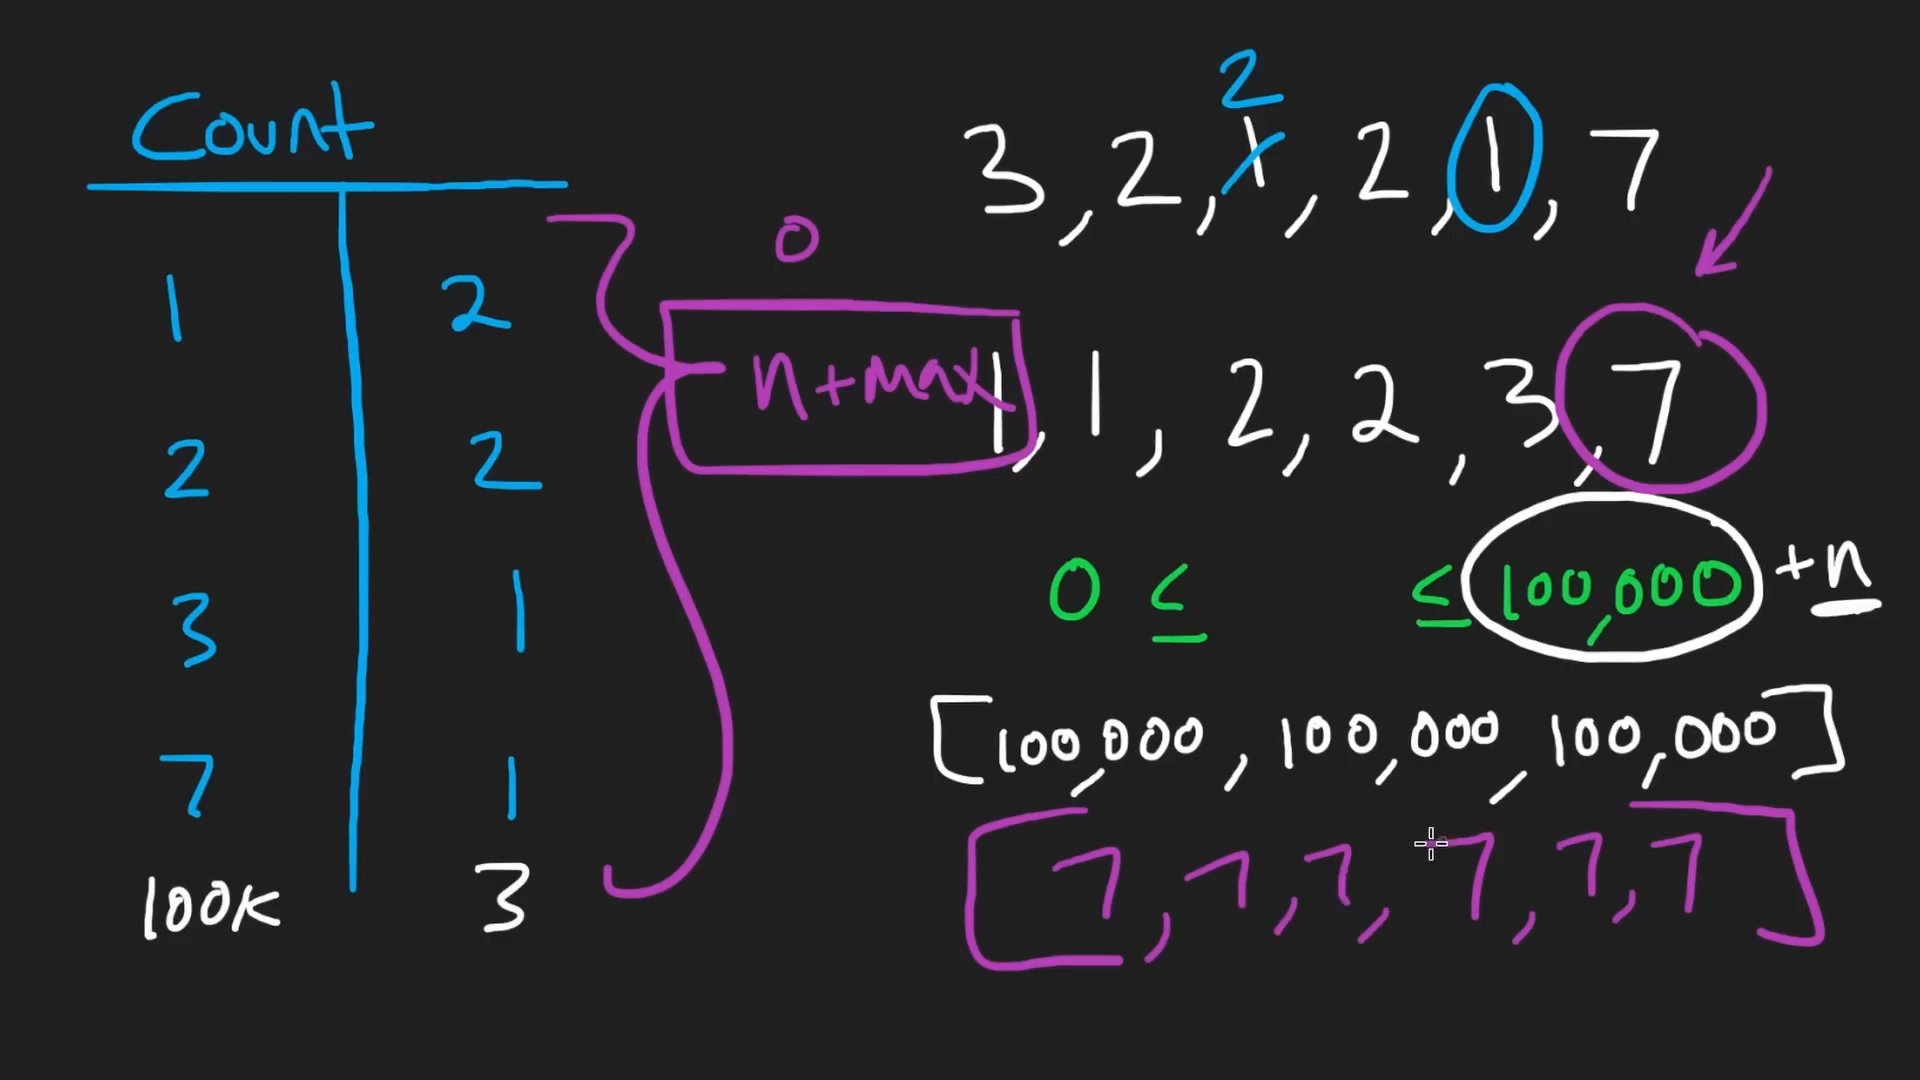 Count
1 2
2 2
3 1
7 1
100K 3
0
n+max
2
3, 2, 1, 2, 1, 7
1, 1, 2, 2, 3, 7
0 ≤ ≤ 100,000 + n
[100,000, 100,000, 100,000]
[7, 7, 7, 7, 7, 7]